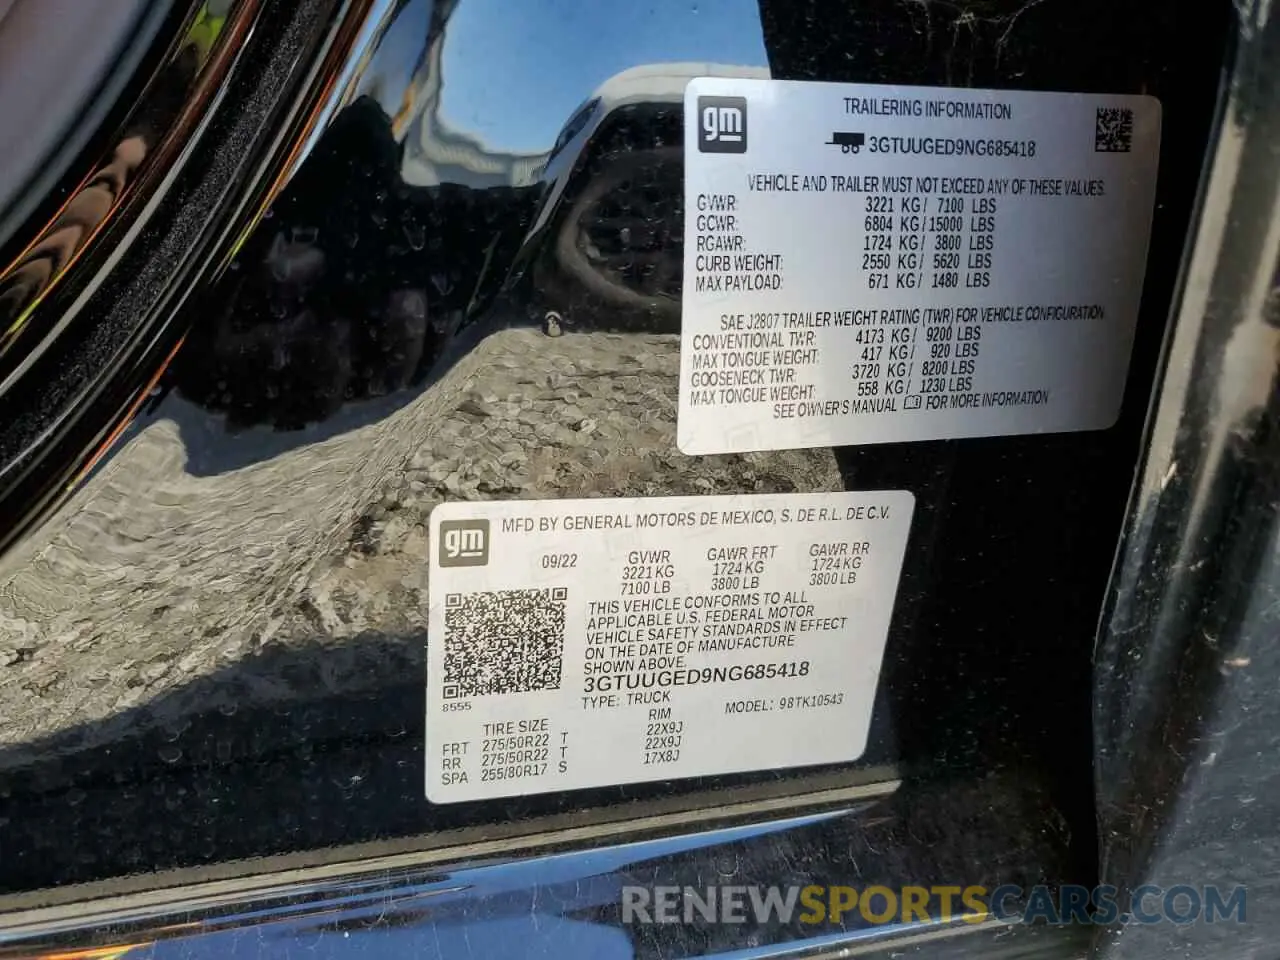 gm
TRAILERING INFORMATION
3GTUUGED9NG685418
VEHICLE AND TRAILER MUST NOT EXCEED ANY OF THESE VALUES.
GVWR: 3221 KG/ 7100 LBS
GCWR: 6804 KG/15000 LBS
RGAWR: 1724 KG/ 3800 LBS
CURB WEIGHT: 2550 KG/ 5620 LBS
MAX PAYLOAD: 671 KG/ 1480 LBS
SAE J2807 TRAILER WEIGHT RATING (TWR) FOR VEHICLE CONFIGURATION
CONVENTIONAL TWR: 4173 KG/ 9200 LBS
MAX TONGUE WEIGHT: 417 KG/ 920 LBS
GOOSENECK TWR: 3720 KG/ 8200 LBS
MAX TONGUE WEIGHT: 558 KG/ 1230 LBS
SEE OWNER'S MANUAL FOR MORE INFORMATION
gm
MFD BY GENERAL MOTORS DE MEXICO, S. DE R.L. DE C.V.
09/22 GVWR GAWR FRT GAWR RR
3221 KG 1724 KG 1724 KG
7100 LB 3800 LB 3800 LB
THIS VEHICLE CONFORMS TO ALL
APPLICABLE U.S. FEDERAL MOTOR
VEHICLE SAFETY STANDARDS IN EFFECT
ON THE DATE OF MANUFACTURE
SHOWN ABOVE.
3GTUUGED9NG685418
8555
TYPE: TRUCK MODEL: 98TK10543
TIRE SIZE RIM
FRT 275/50R22 T 22X9J
RR 275/50R22 T 22X9J
SPA 255/80R17 S 17X8J
RENEWSPORTSCARS.COM